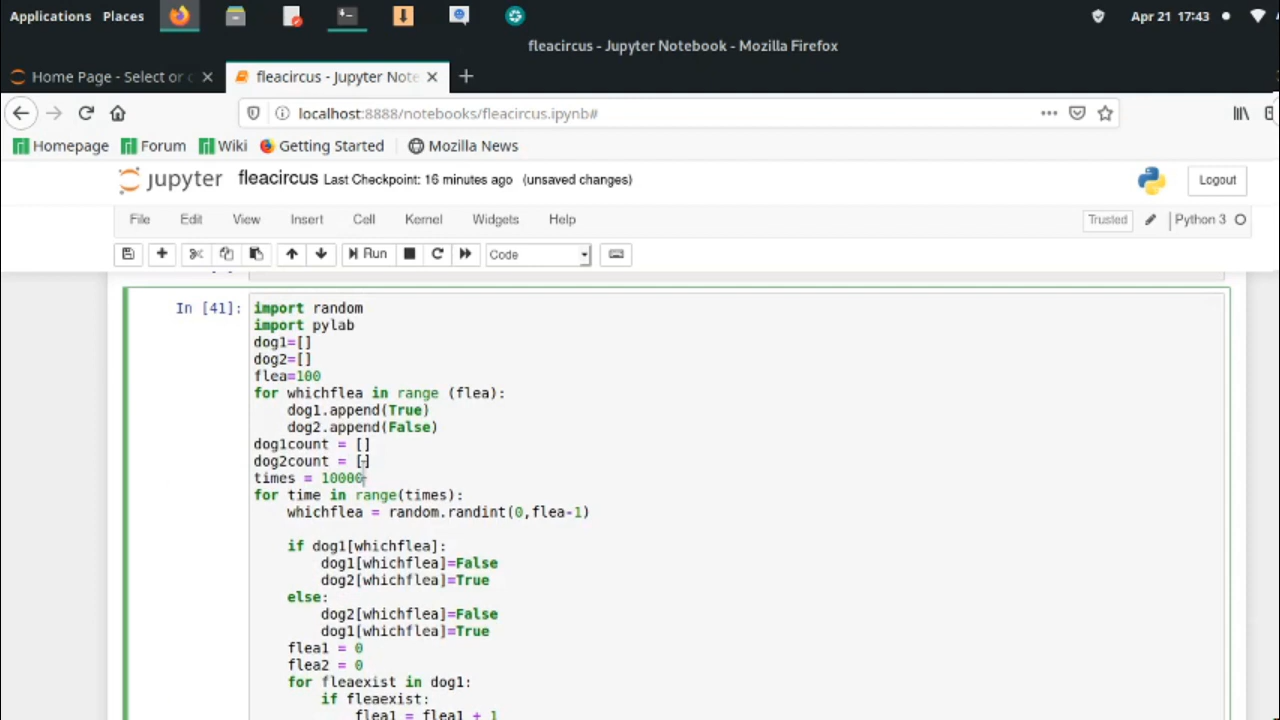 Applications Places Apr 21 17:43
fleacircus - Jupyter Notebook - Mozilla Firefox
Home Page - Select or c fleacircus - Jupyter Note
localhost:8888/notebooks/fleacircus.ipynb#
Homepage Forum Wiki Getting Started Mozilla News
jupyter fleacircus Last Checkpoint: 16 minutes ago (unsaved changes) Logout
File Edit View Insert Cell Kernel Widgets Help Trusted Python 3
Run Code
In [41]: import random
import pylab
dog1=[]
dog2=[]
flea=100
for whichflea in range (flea):
    dog1.append(True)
    dog2.append(False)
dog1count = []
dog2count = []
times = 10000
for time in range(times):
    whichflea = random.randint(0,flea-1)
    if dog1[whichflea]:
        dog1[whichflea]=False
        dog2[whichflea]=True
    else:
        dog2[whichflea]=False
        dog1[whichflea]=True
    flea1 = 0
    flea2 = 0
    for fleaexist in dog1:
        if fleaexist:
            flea1 = flea1 + 1